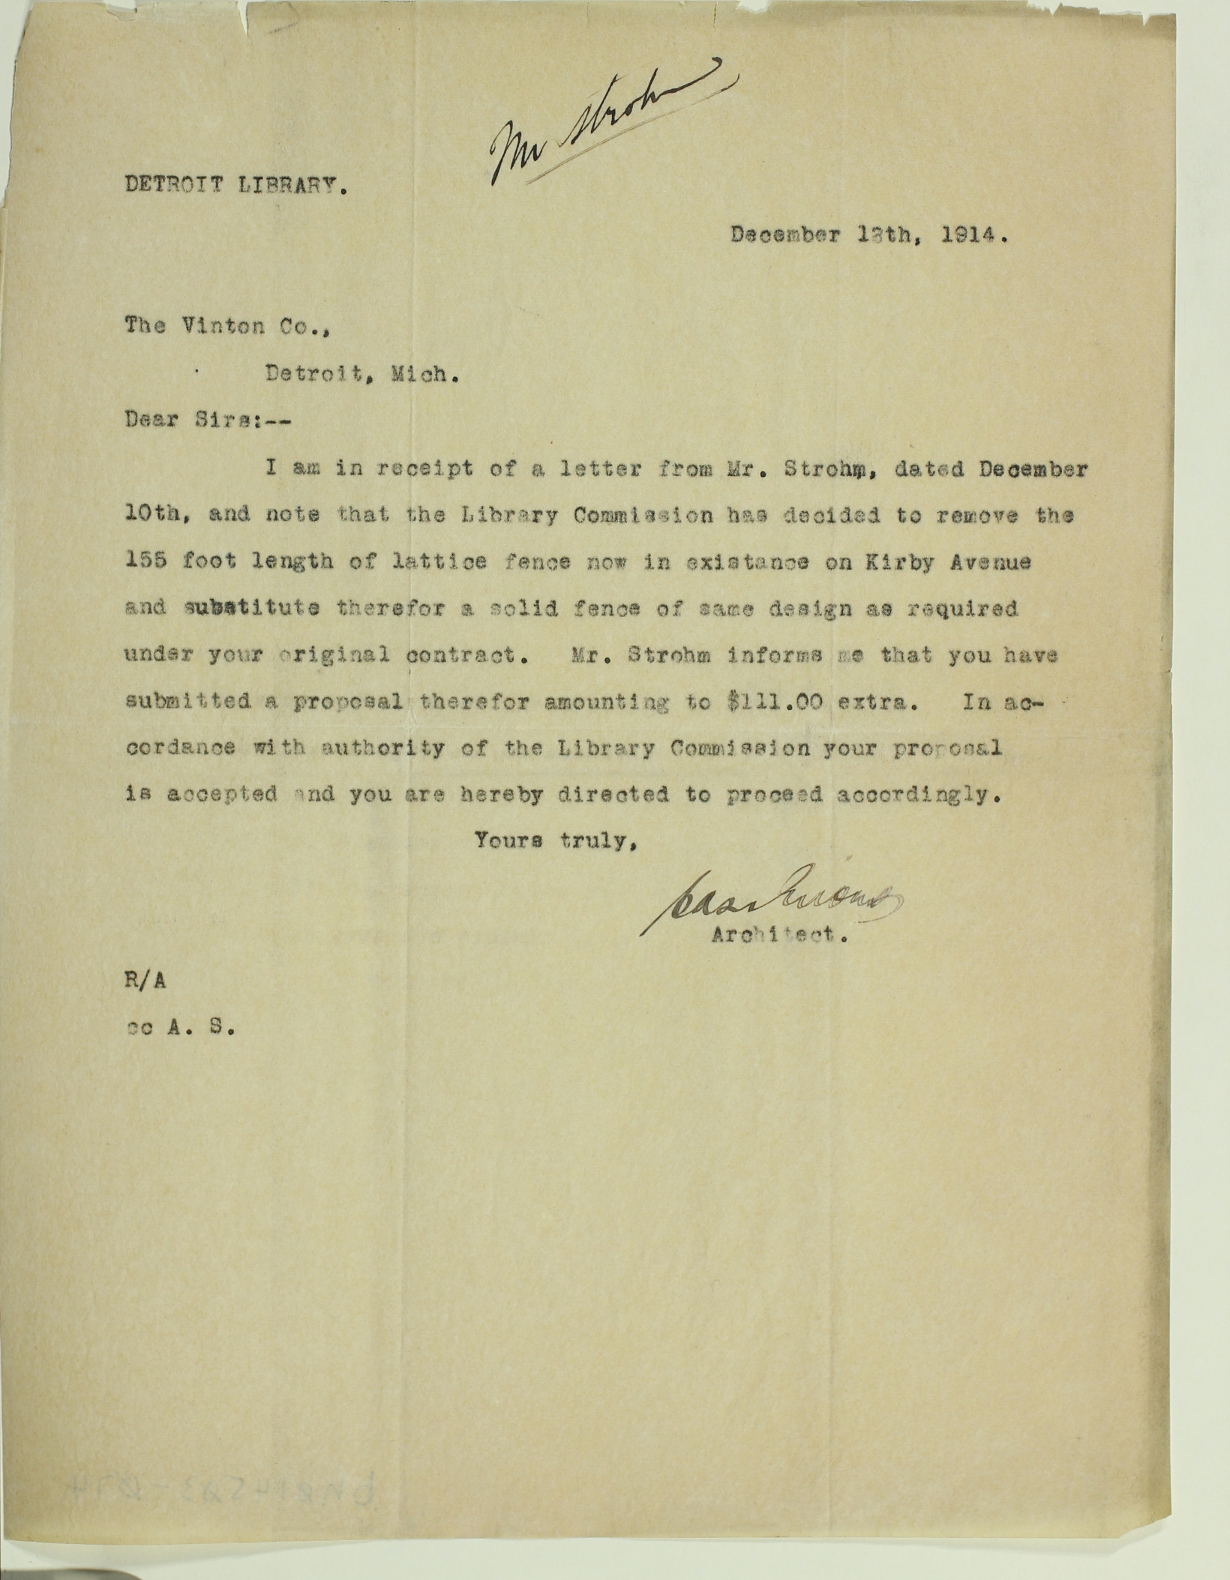 Mr Strohm
DETROIT LIBRARY.
December 18th, 1914.
The Vinton Co.,
Detroit, Mich.
Dear Sirs:--
I am in receipt of a letter from Mr. Strohm, dated December
10th, and note that the Library Commission has decided to remove the
155 foot length of lattice fence now in existance on Kirby Avenue
and substitute therefor a solid fence of same design as required
under your original contract. Mr. Strohm informs me that you have
submitted a proposal therefor amounting to $111.00 extra. In ac-
cordance with authority of the Library Commission your proposal
is accepted and you are hereby directed to proceed accordingly.
Yours truly,
Architect.
R/A
cc A. S.